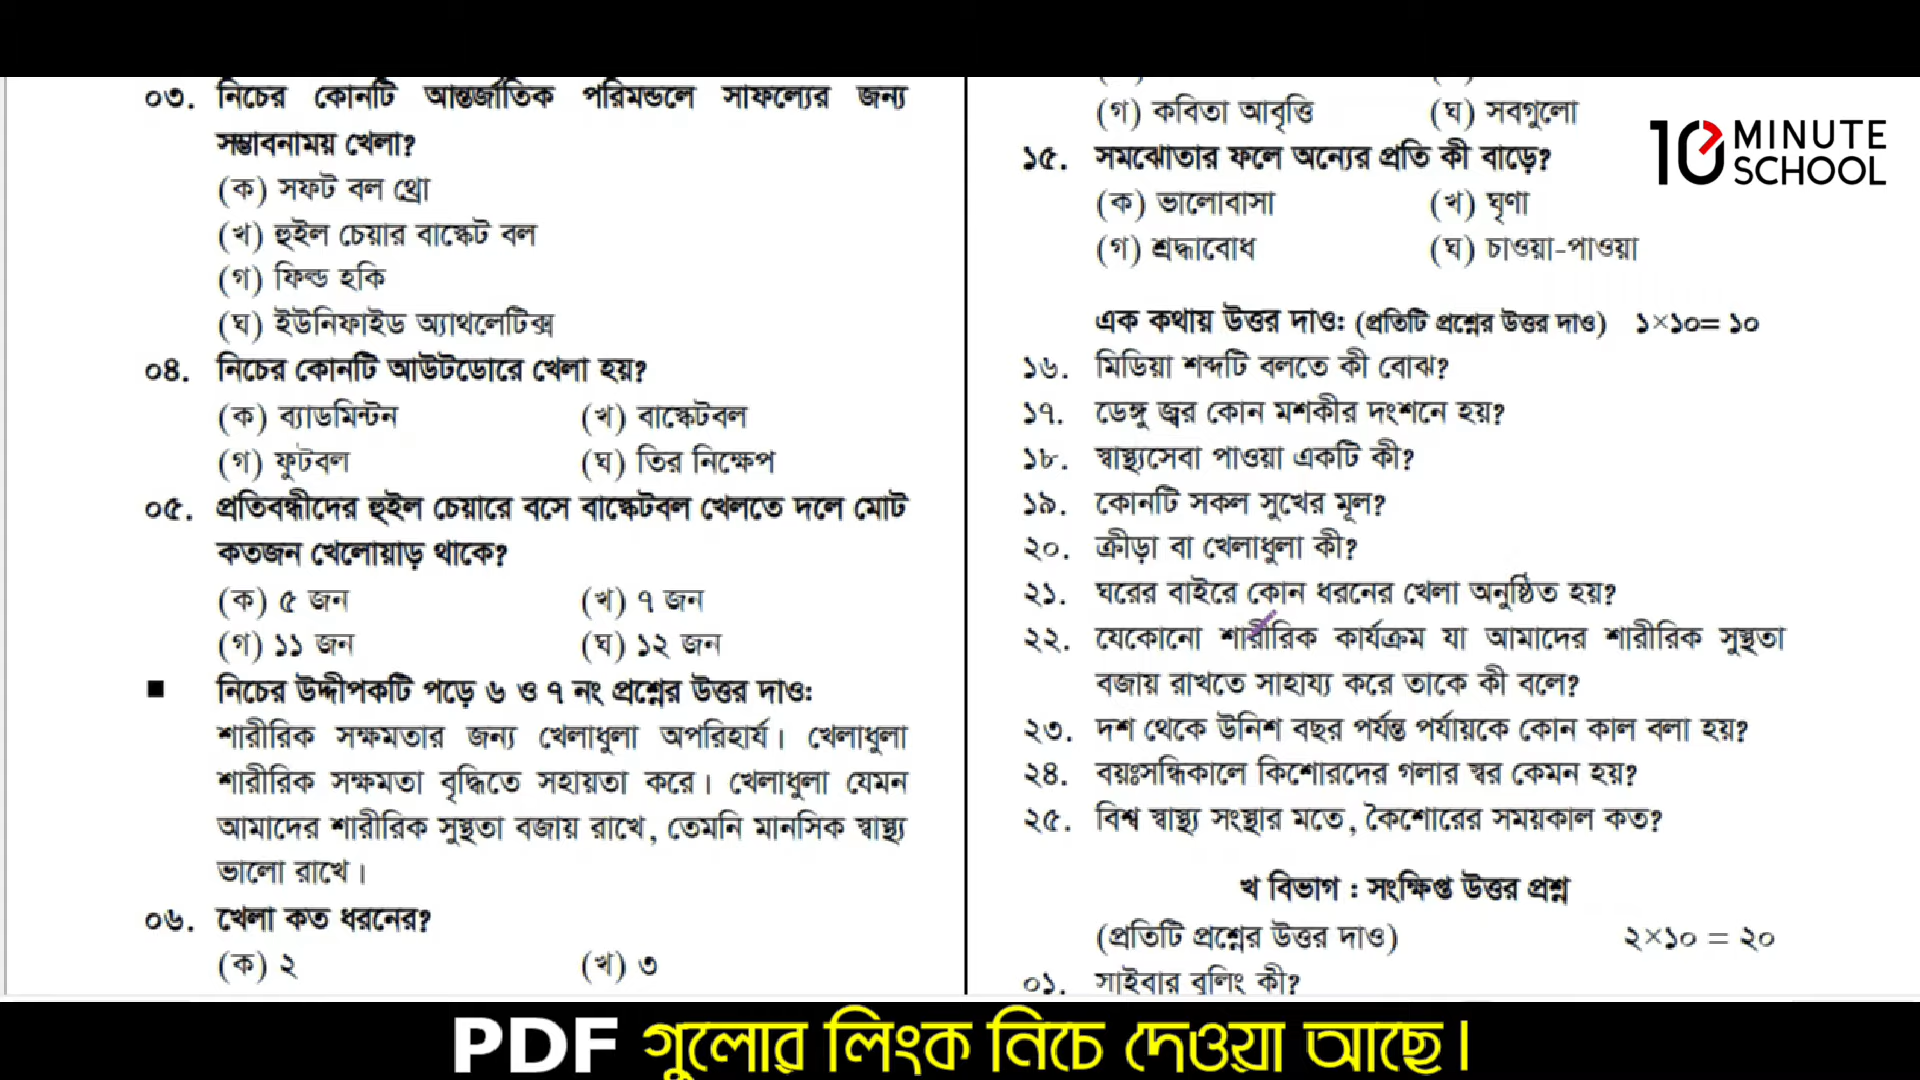 ০৩. নিচের কোনটি আন্তর্জাতিক পরিমন্ডলে সাফল্যের জন্য
সম্ভাবনাময় খেলা?
(ক) সফট বল থ্রো
(খ) হুইল চেয়ার বাস্কেট বল
(গ) ফিল্ড হকি
(ঘ) ইউনিফাইড অ্যাথলেটিক্স
০৪. নিচের কোনটি আউটডোরে খেলা হয়?
(ক) ব্যাডমিন্টন (খ) বাস্কেটবল
(গ) ফুটবল (ঘ) তির নিক্ষেপ
০৫. প্রতিবন্ধীদের হুইল চেয়ারে বসে বাস্কেটবল খেলতে দলে মোট
কতজন খেলোয়াড় থাকে?
(ক) ৫ জন (খ) ৭ জন
(গ) ১১ জন (ঘ) ১২ জন
■ নিচের উদ্দীপকটি পড়ে ৬ ও ৭ নং প্রশ্নের উত্তর দাও:
শারীরিক সক্ষমতার জন্য খেলাধুলা অপরিহার্য। খেলাধুলা
শারীরিক সক্ষমতা বৃদ্ধিতে সহায়তা করে। খেলাধুলা যেমন
আমাদের শারীরিক সুস্থতা বজায় রাখে, তেমনি মানসিক স্বাস্থ্য
ভালো রাখে।
০৬. খেলা কত ধরনের?
(ক) ২ (খ) ৩
(গ) কবিতা আবৃত্তি (ঘ) সবগুলো
১৫. সমঝোতার ফলে অন্যের প্রতি কী বাড়ে?
(ক) ভালোবাসা (খ) ঘৃণা
(গ) শ্রদ্ধাবোধ (ঘ) চাওয়া-পাওয়া
এক কথায় উত্তর দাও: (প্রতিটি প্রশ্নের উত্তর দাও) ১×১০= ১০
১৬. মিডিয়া শব্দটি বলতে কী বোঝ?
১৭. ডেঙ্গু জ্বর কোন মশকীর দংশনে হয়?
১৮. স্বাস্থ্যসেবা পাওয়া একটি কী?
১৯. কোনটি সকল সুখের মূল?
২০. ক্রীড়া বা খেলাধুলা কী?
২১. ঘরের বাইরে কোন ধরনের খেলা অনুষ্ঠিত হয়?
২২. যেকোনো শারীরিক কার্যক্রম যা আমাদের শারীরিক সুস্থতা
বজায় রাখতে সাহায্য করে তাকে কী বলে?
২৩. দশ থেকে উনিশ বছর পর্যন্ত পর্যায়কে কোন কাল বলা হয়?
২৪. বয়ঃসন্ধিকালে কিশোরদের গলার স্বর কেমন হয়?
২৫. বিশ্ব স্বাস্থ্য সংস্থার মতে, কৈশোরের সময়কাল কত?
খ বিভাগ : সংক্ষিপ্ত উত্তর প্রশ্ন
(প্রতিটি প্রশ্নের উত্তর দাও) ২×১০ = ২০
০১. সাইবার বুলিং কী?
10 MINUTE
SCHOOL
PDF গুলোর লিংক নিচে দেওয়া আছে।